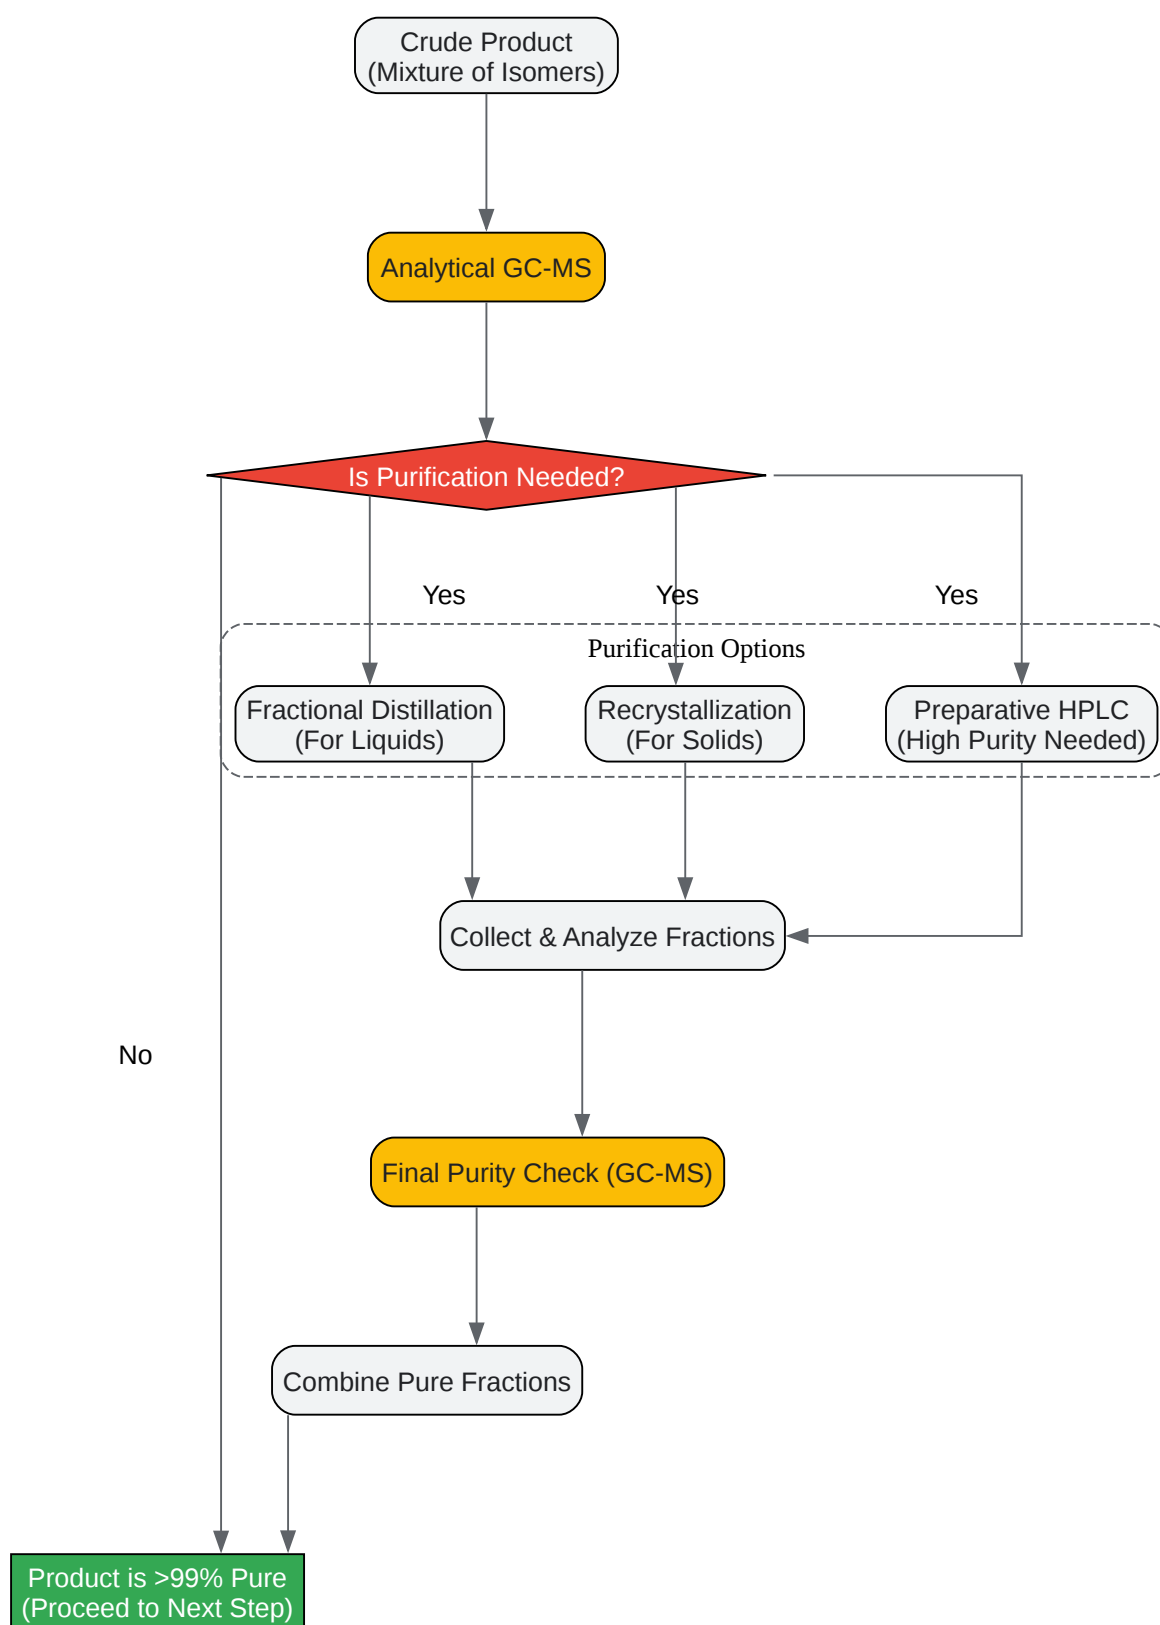 Crude Product
(Mixture of Isomers)
Analytical GC-MS
Is Purification Needed?
Yes
Yes
Yes
Purification Options
Fractional Distillation
(For Liquids)
Recrystallization
(For Solids)
Preparative HPLC
(High Purity Needed)
Collect & Analyze Fractions
No
Final Purity Check (GC-MS)
Combine Pure Fractions
Product is >99% Pure
(Proceed to Next Step)